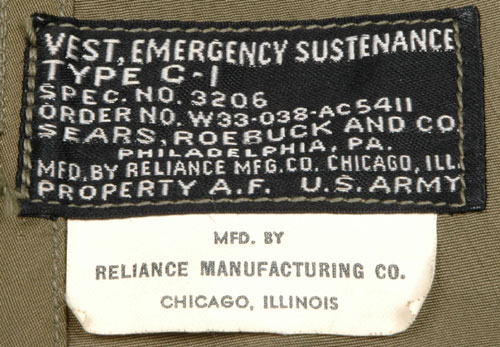 VEST, EMERGENCY SUSTENANCE
TYPE C-1
SPEC. NO. 3206
ORDER NO. W33-038-AC5411
SEARS, ROEBUCK AND CO.
PHILADELPHIA, PA.
MFD. BY RELIANCE MFG. CO. CHICAGO, ILL.
PROPERTY A.F. U.S. ARMY
MFD. BY
RELIANCE MANUFACTURING CO.
CHICAGO, ILLINOIS